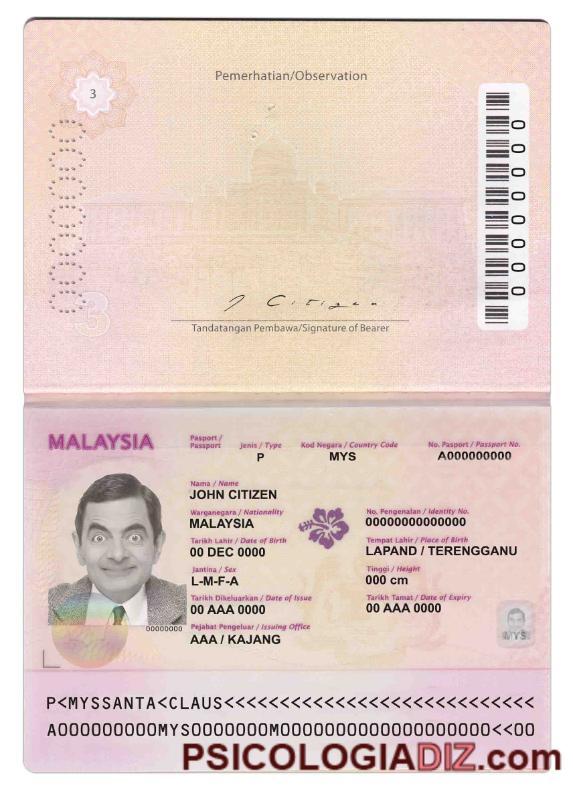 Pemerhatian/Observation
3
00000000
3
J Citizen
Tandatangan Pembawa/Signature of Bearer
MALAYSIA
Pasport / Passport
Jenis / Type
Kod Negara / Country Code
No. Pasport / Passport No.
P
MYS
A000000000
Nama / Name
JOHN CITIZEN
Warganegara / Nationality
No. Pengenalan / Identity No.
MALAYSIA
00000000000000
Tarikh Lahir / Date of Birth
Tempat Lahir / Place of Birth
00 DEC 0000
LAPAND / TERENGGANU
Jantina / Sex
Tinggi / Height
L-M-F-A
000 cm
Tarikh Dikeluarkan / Date of Issue
Tarikh Tamat / Date of Expiry
00 AAA 0000
00 AAA 0000
00000000
Pejabat Pengeluar / Issuing Office
AAA / KAJANG
MYS
P<MYSSANTA<CLAUS<<<<<<<<<<<<<<<<<<<<<<<<<<<<
A000000000MYS0000000M00000000000000000000<<00
PSICOLOGIADIZ.com